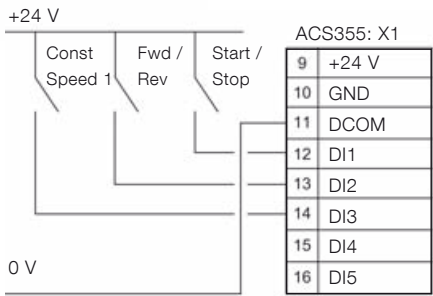 +24 V
Const
Speed 1
Fwd /
Rev
Start /
Stop
ACS355: X1
9 +24 V
10 GND
11 DCOM
12 DI1
13 DI2
14 DI3
15 DI4
16 DI5
0 V